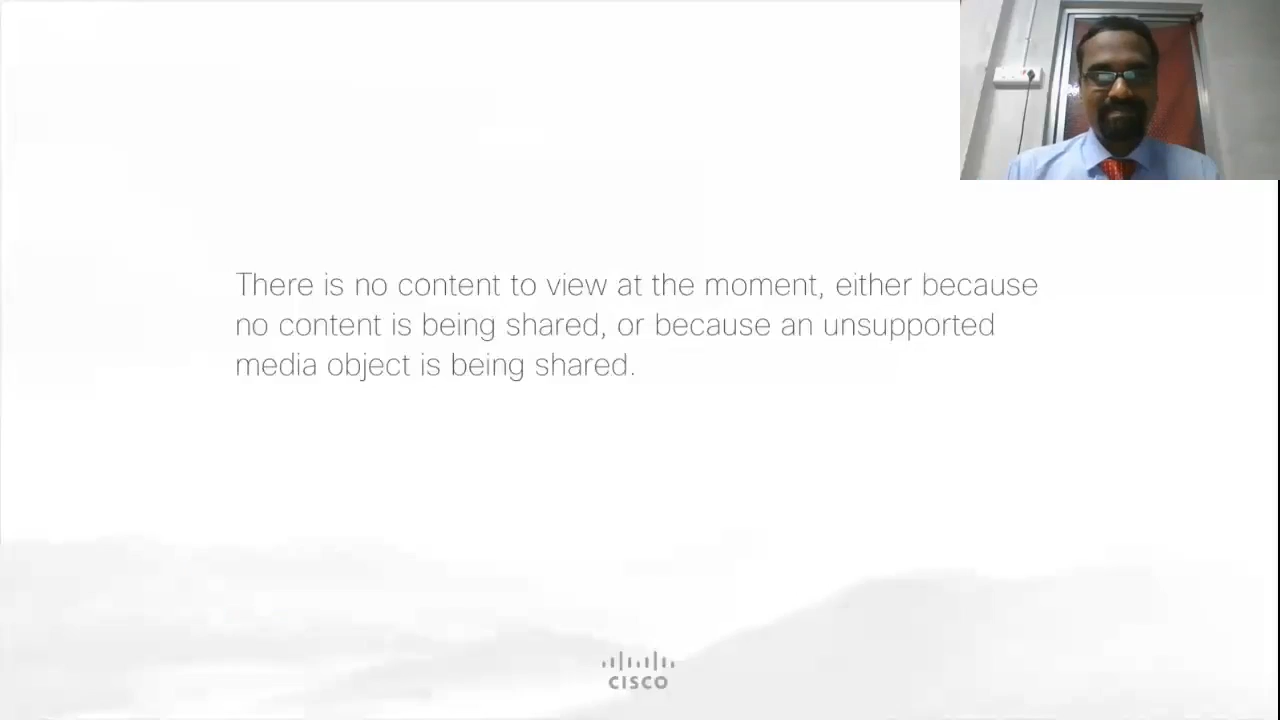 There is no content to view at the moment, either because
no content is being shared, or because an unsupported
media object is being shared.
CISCO